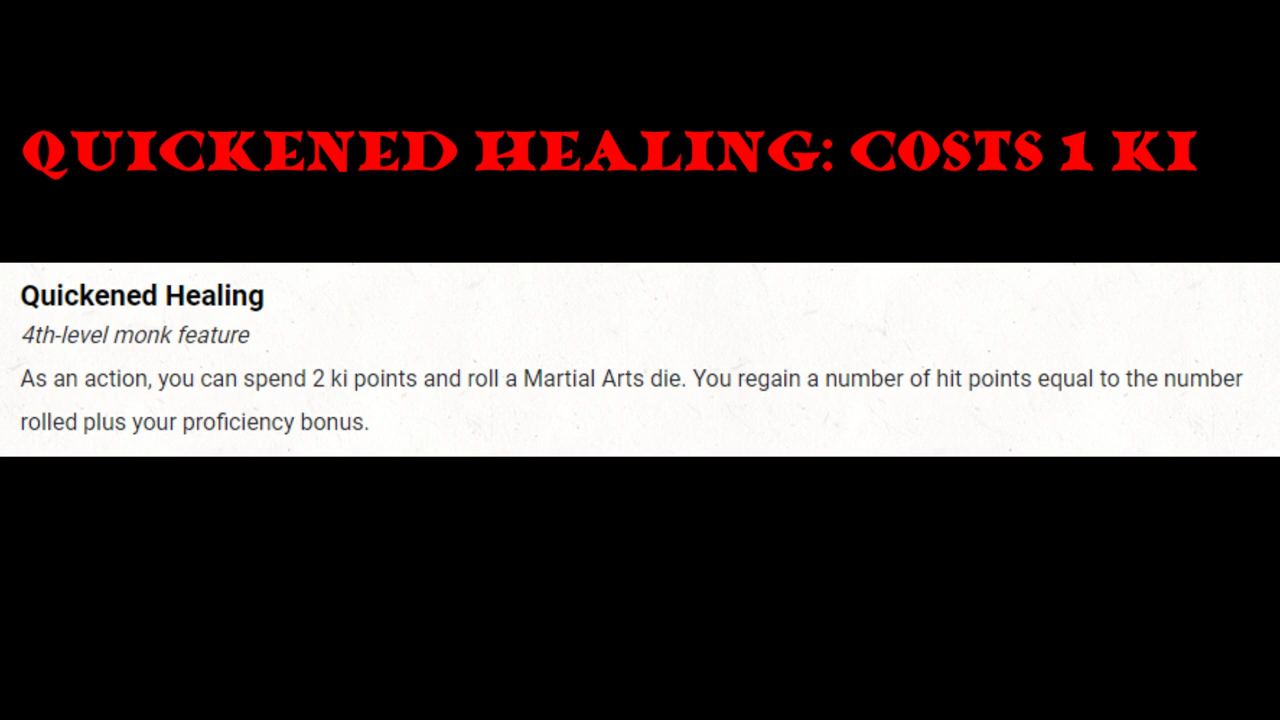 QUICKENED HEALING: COSTS 1 KI
Quickened Healing
4th-level monk feature
As an action, you can spend 2 ki points and roll a Martial Arts die. You regain a number of hit points equal to the number
rolled plus your proficiency bonus.